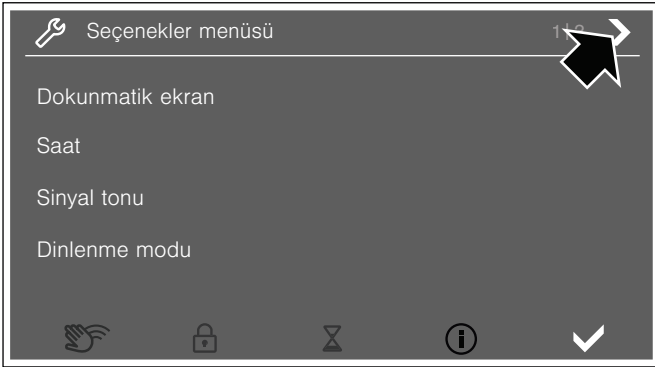 Seçenekler menüsü
Dokunmatik ekran
Saat
Sinyal tonu
Dinlenme modu